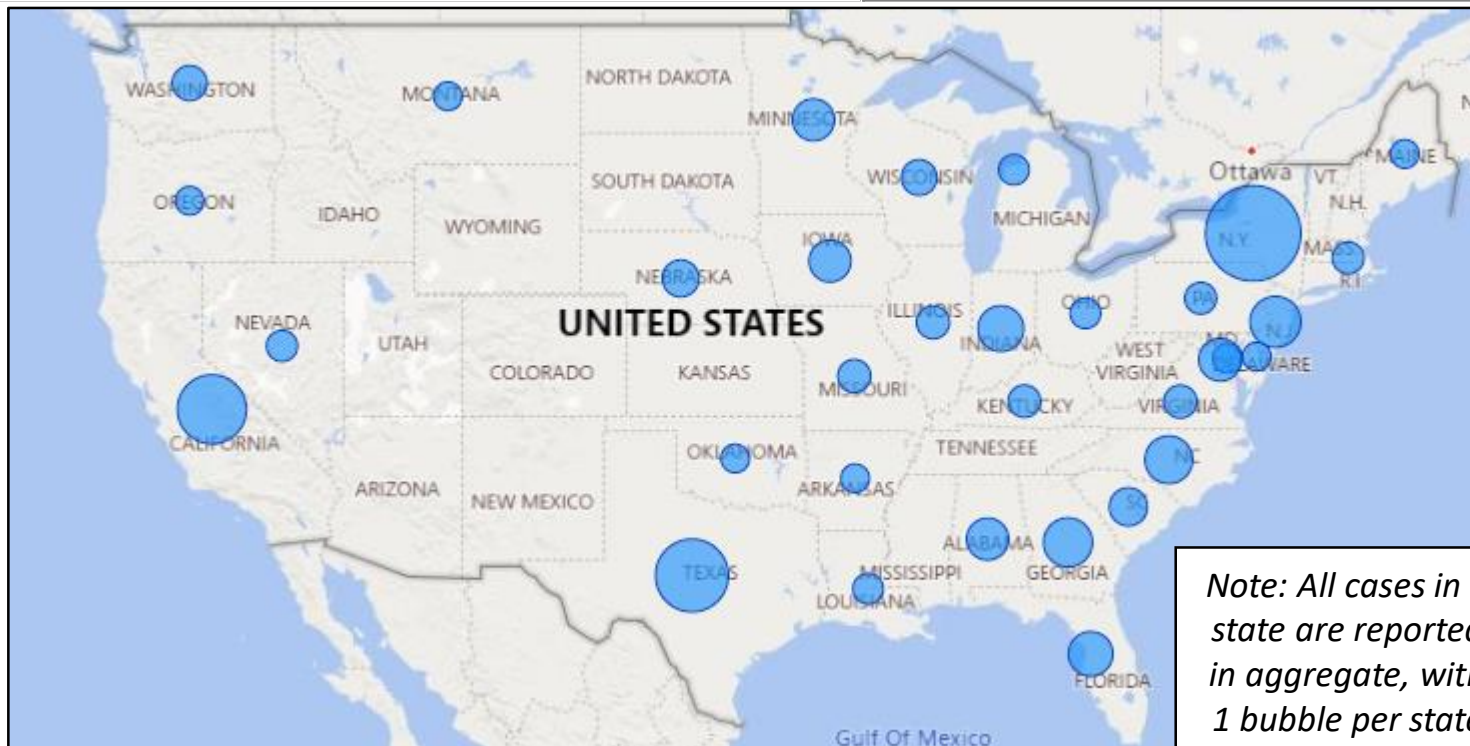 WASHINGTON
MONTANA
NORTH DAKOTA
MINNESOTA
Ottawa
MAINE
VT.
N.H.
OREGON
IDAHO
SOUTH DAKOTA
WISCONSIN
MICHIGAN
WYOMING
N.Y.
MASS.
R.I.
IOWA
NEBRASKA
NEVADA
UTAH
UNITED STATES
ILLINOIS
INDIANA
OHIO
PA
N.J.
MD.
COLORADO
KANSAS
MISSOURI
WEST
VIRGINIA
DELAWARE
KENTUCKY
VIRGINIA
CALIFORNIA
OKLAHOMA
TENNESSEE
NC
ARIZONA
NEW MEXICO
ARKANSAS
SC
ALABAMA
GEORGIA
TEXAS
MISSISSIPPI
LOUISIANA
FLORIDA
Gulf Of Mexico
Note: All cases in
state are reported
in aggregate, with
1 bubble per state